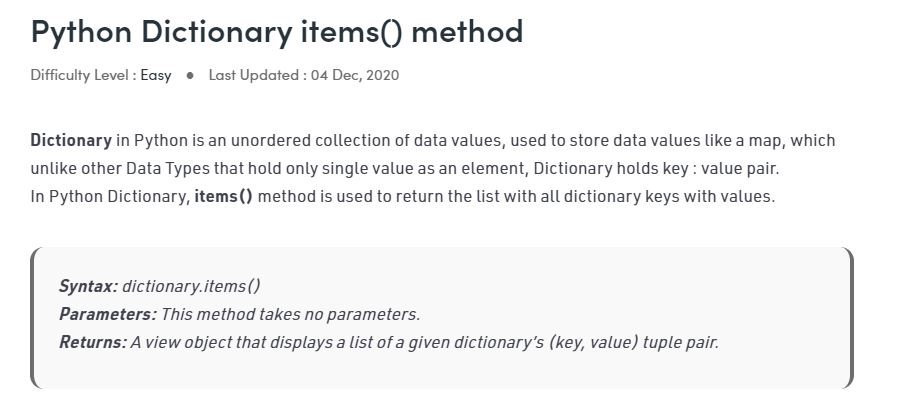 Python Dictionary items() method
Difficulty Level : Easy ● Last Updated : 04 Dec, 2020
Dictionary in Python is an unordered collection of data values, used to store data values like a map, which
unlike other Data Types that hold only single value as an element, Dictionary holds key : value pair.
In Python Dictionary, items() method is used to return the list with all dictionary keys with values.
Syntax: dictionary.items()
Parameters: This method takes no parameters.
Returns: A view object that displays a list of a given dictionary’s (key, value) tuple pair.